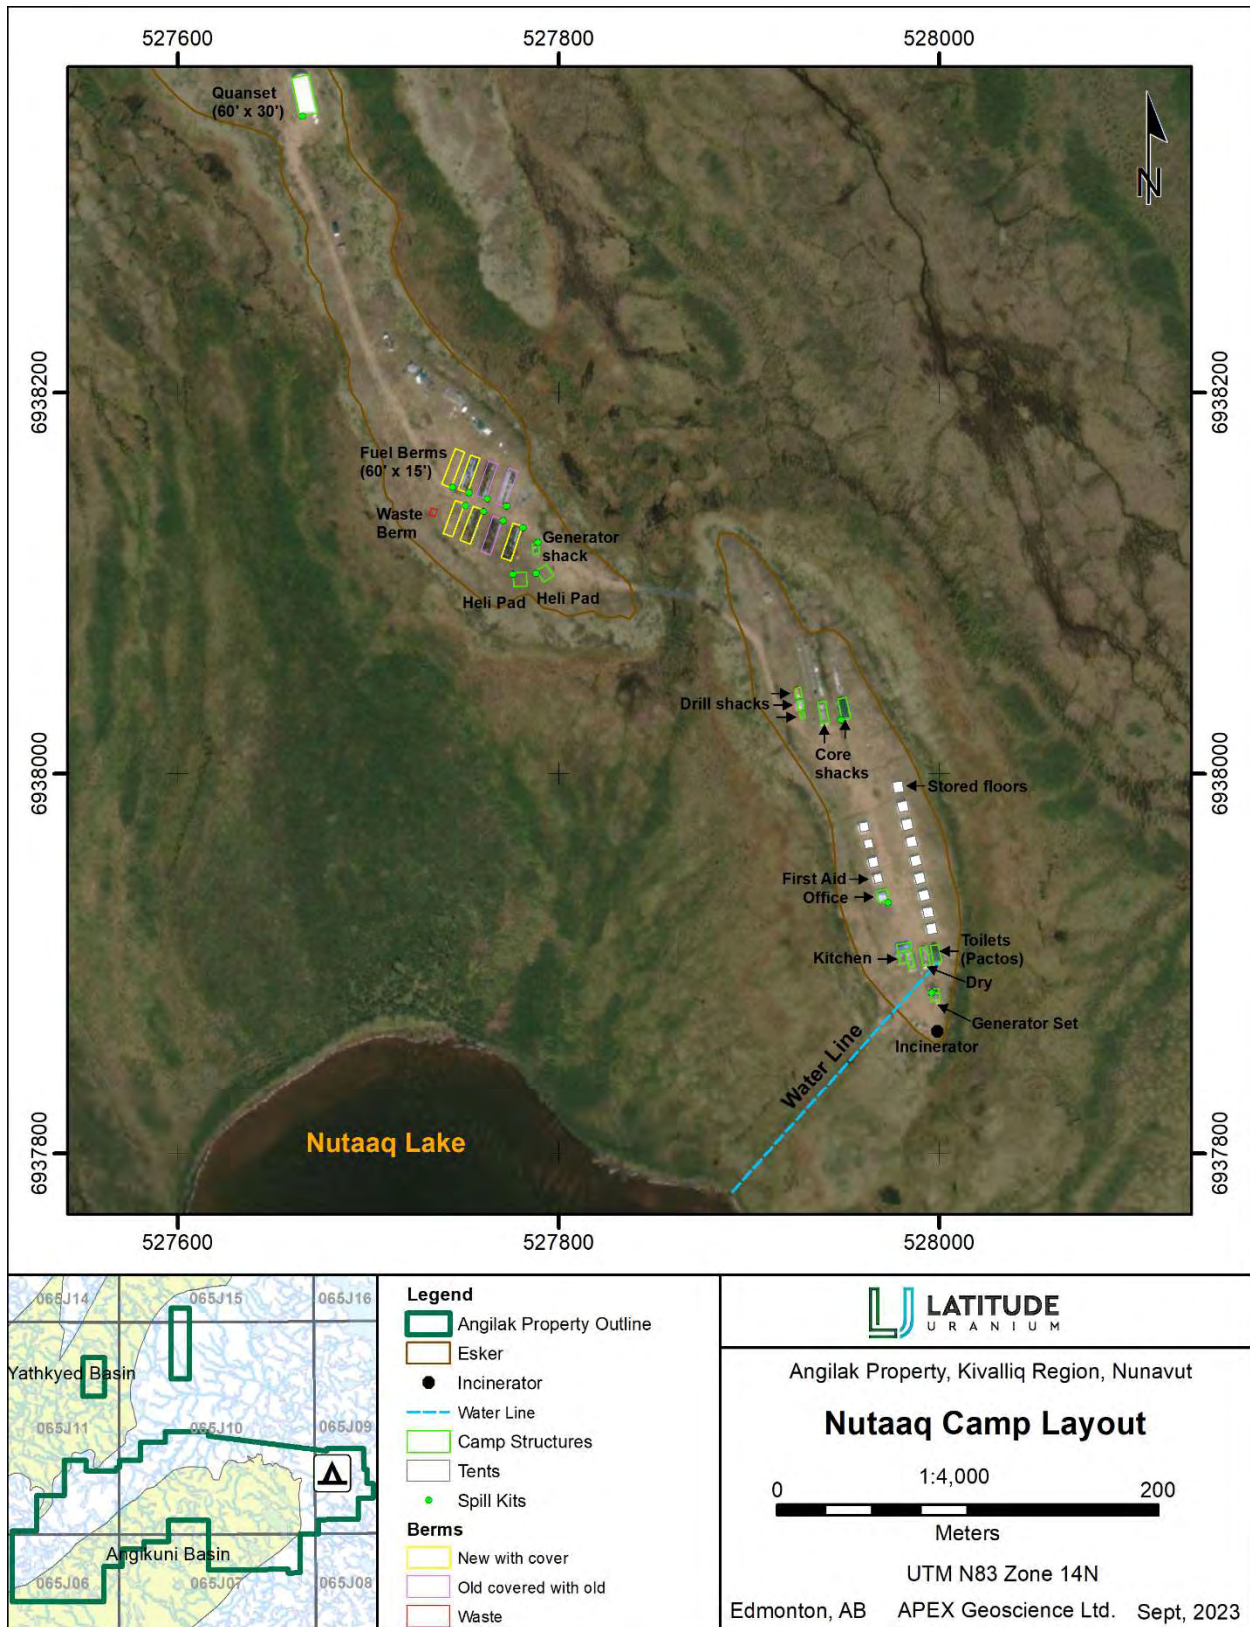 527600
527800
528000
Quanset
(60' x 30')
N
6938200
6938200
Fuel Berms
(60' x 15')
Waste
Berm
Generator
shack
Heli Pad
Heli Pad
Drill shacks
Core
shacks
6938000
6938000
Stored floors
First Aid
Office
Kitchen
Toilets
(Pactos)
Dry
Generator Set
Incinerator
Water Line
Nutaaq Lake
6937800
6937800
527600
527800
528000
065J14
065J15
065J16
Yathkyed Basin
065J11
065J10
065J09
Angikuni Basin
065J06
065J07
065J08
Legend
Angilak Property Outline
Esker
Incinerator
Water Line
Camp Structures
Tents
Spill Kits
Berms
New with cover
Old covered with old
Waste
LATITUDE
URANIUM
Angilak Property, Kivalliq Region, Nunavut
Nutaaq Camp Layout
1:4,000
0
200
Meters
UTM N83 Zone 14N
Edmonton, AB APEX Geoscience Ltd. Sept, 2023